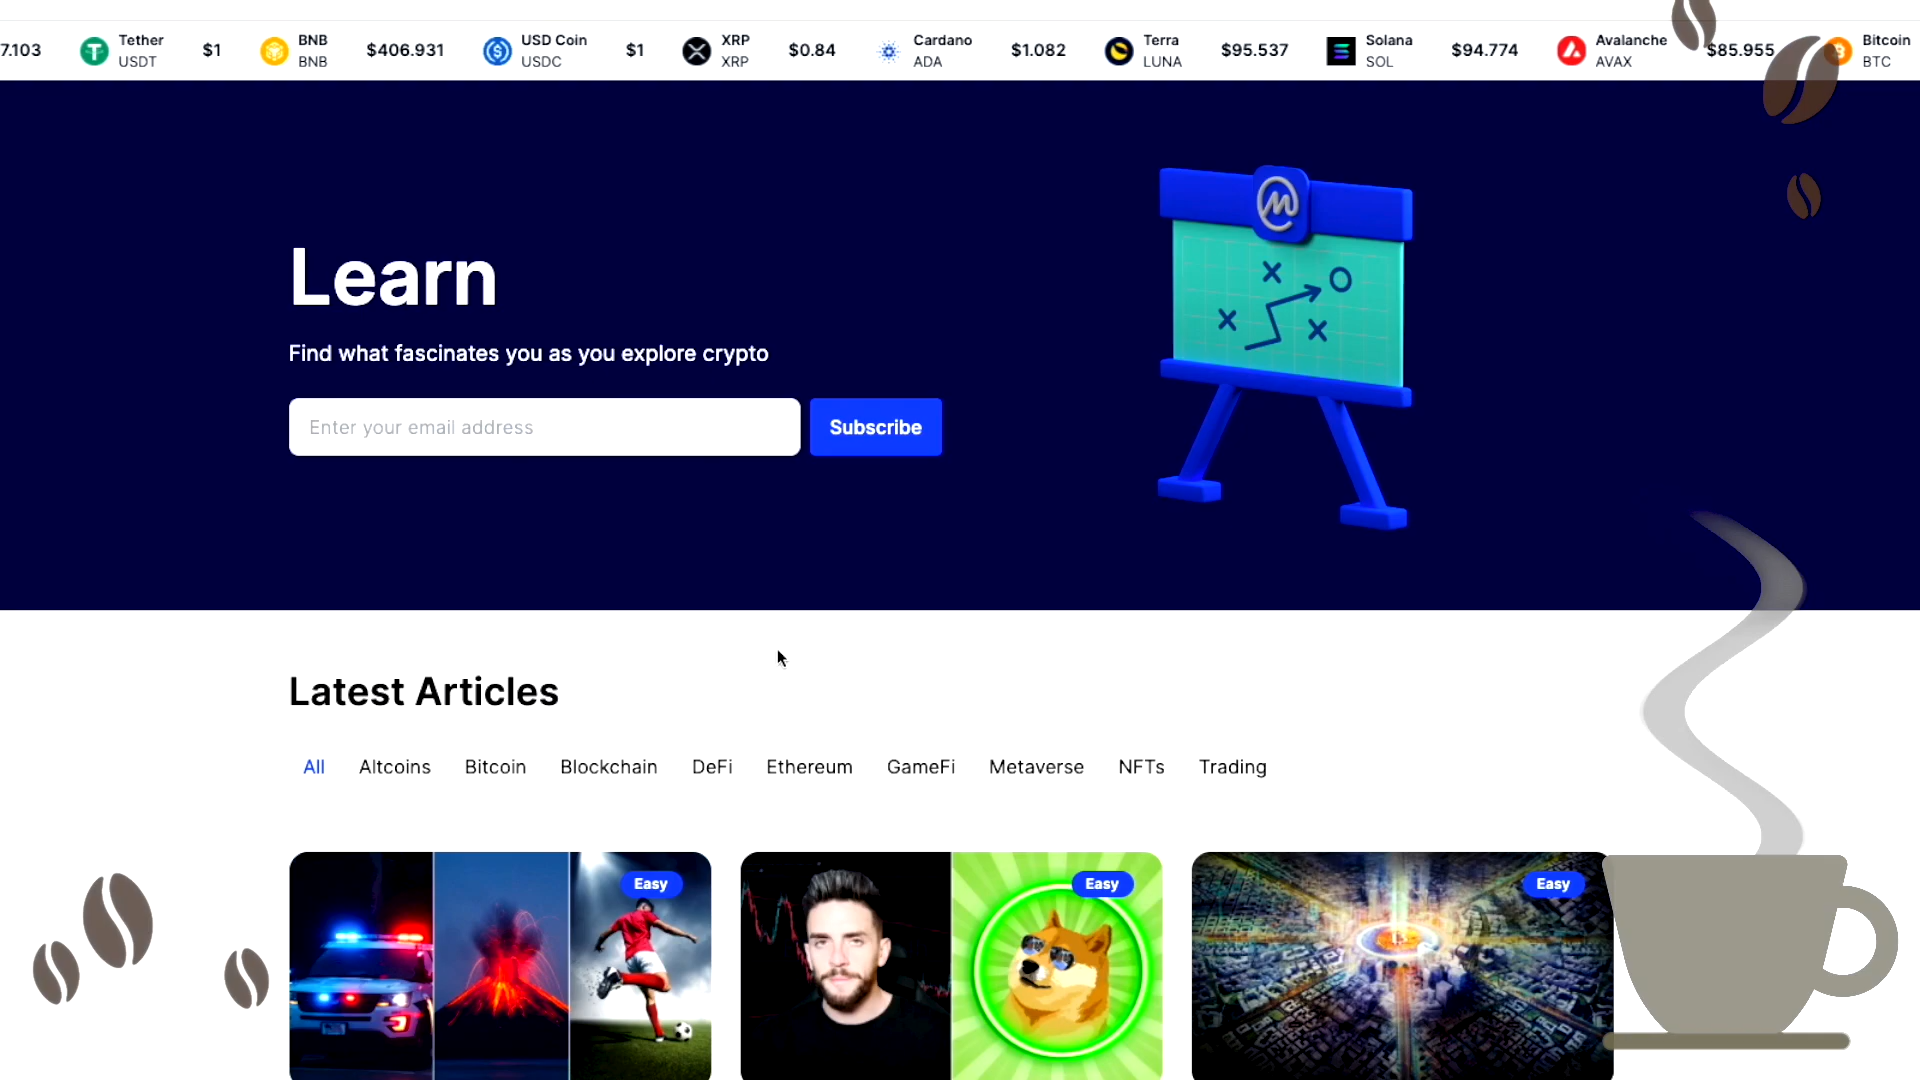 7.103 Tether USDT $1 BNB BNB $406.931 USD Coin USDC $1 XRP XRP $0.84 Cardano ADA $1.082 Terra LUNA $95.537 Solana SOL $94.774 Avalanche AVAX $85.955 Bitcoin BTC
Learn
Find what fascinates you as you explore crypto
Enter your email address Subscribe
Latest Articles
All Altcoins Bitcoin Blockchain DeFi Ethereum GameFi Metaverse NFTs Trading
Easy Easy Easy